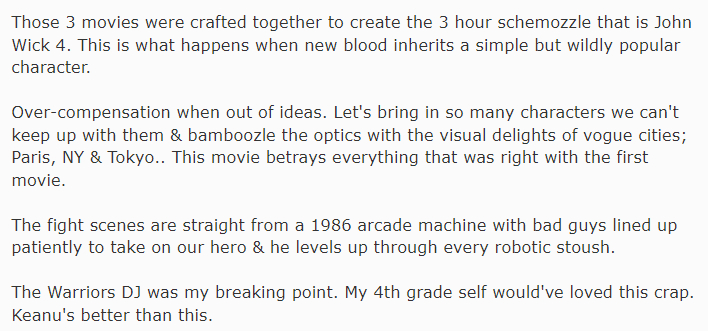 Those 3 movies were crafted together to create the 3 hour schemozzle that is John
Wick 4. This is what happens when new blood inherits a simple but wildly popular
character.
Over-compensation when out of ideas. Let's bring in so many characters we can't
keep up with them & bamboozle the optics with the visual delights of vogue cities;
Paris, NY & Tokyo.. This movie betrays everything that was right with the first
movie.
The fight scenes are straight from a 1986 arcade machine with bad guys lined up
patiently to take on our hero & he levels up through every robotic stoush.
The Warriors DJ was my breaking point. My 4th grade self would've loved this crap.
Keanu's better than this.